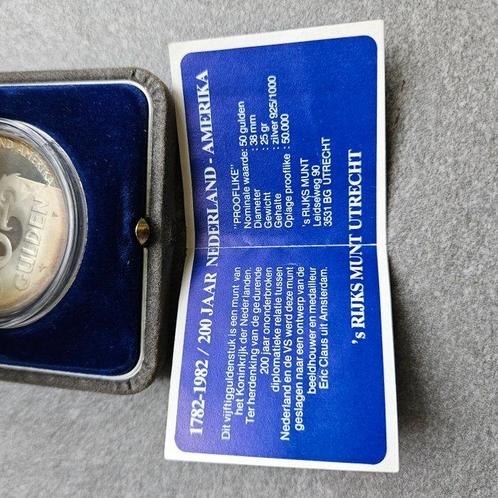 1782-1982 / 200 JAAR NEDERLAND - AMERIKA
Dit vijftigguldenstuk is een munt van
het Koninkrijk der Nederlanden.
Ter herdenking van de gedurende
200 jaar ononderbroken
diplomatieke relatie tussen
Nederland en de VS werd deze munt
geslagen naar een ontwerp van de
beeldhouwer en medailleur
Eric Claus uit Amsterdam.
"PROOFLIKE"
Nominale waarde: 50 gulden
Diameter : 38 mm
Gewicht : 25 gr
Gehalte : zilver 925/1000
Oplage prooflike : 50.000
's RIJKS MUNT
Leidseweg 90
3531 BG UTRECHT
's RIJKS MUNT UTRECHT
AMERIKA
GULDEN